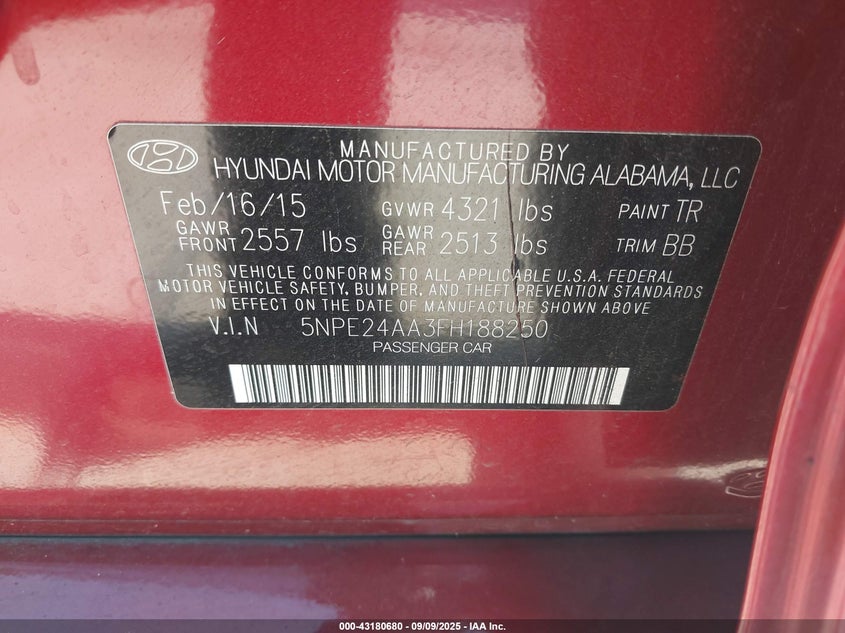 MANUFACTURED BY
HYUNDAI MOTOR MANUFACTURING ALABAMA, LLC
Feb/16/15 GVWR 4321 lbs PAINT TR
GAWR FRONT 2557 lbs GAWR REAR 2513 lbs TRIM BB
THIS VEHICLE CONFORMS TO ALL APPLICABLE U.S.A. FEDERAL
MOTOR VEHICLE SAFETY, BUMPER, AND THEFT PREVENTION STANDARDS
IN EFFECT ON THE DATE OF MANUFACTURE SHOWN ABOVE
V.I.N 5NPE24AA3FH188250
PASSENGER CAR
000-43180680 - 09/09/2025 - IAA Inc.